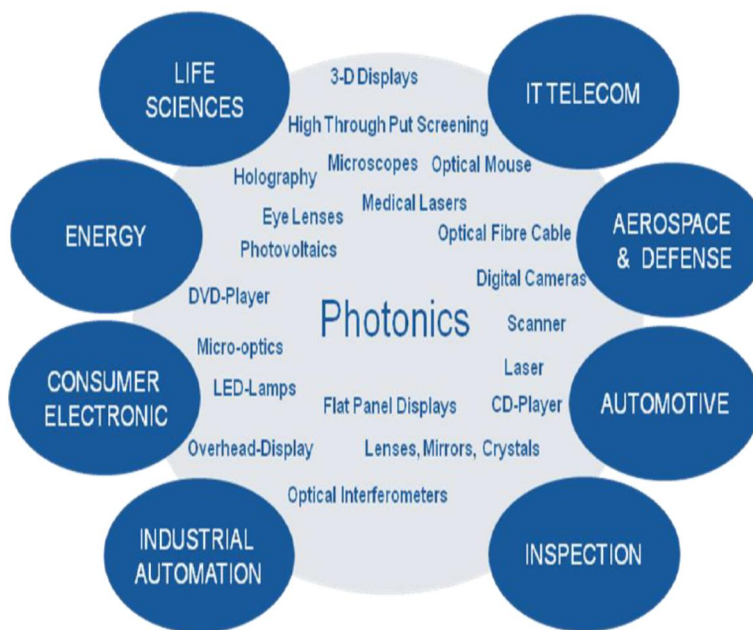 LIFE
SCIENCES
3-D Displays
IT TELECOM
High Through Put Screening
Microscopes
Optical Mouse
Holography
Medical Lasers
Eye Lenses
ENERGY
Optical Fibre Cable
AEROSPACE
& DEFENSE
Photovoltaics
Digital Cameras
DVD-Player
Photonics
Scanner
Micro-optics
Laser
CONSUMER
ELECTRONIC
LED-Lamps
Flat Panel Displays
CD-Player
AUTOMOTIVE
Overhead-Display
Lenses, Mirrors, Crystals
Optical Interferometers
INDUSTRIAL
AUTOMATION
INSPECTION